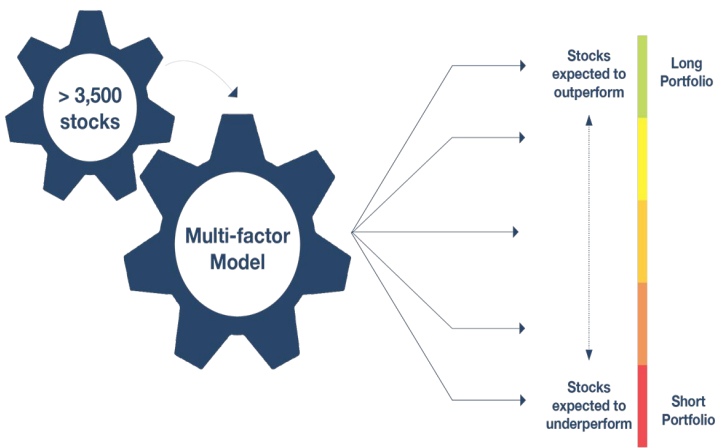 > 3,500
stocks
Multi-factor
Model
Stocks
expected to
outperform
Long
Portfolio
Stocks
expected to
underperform
Short
Portfolio